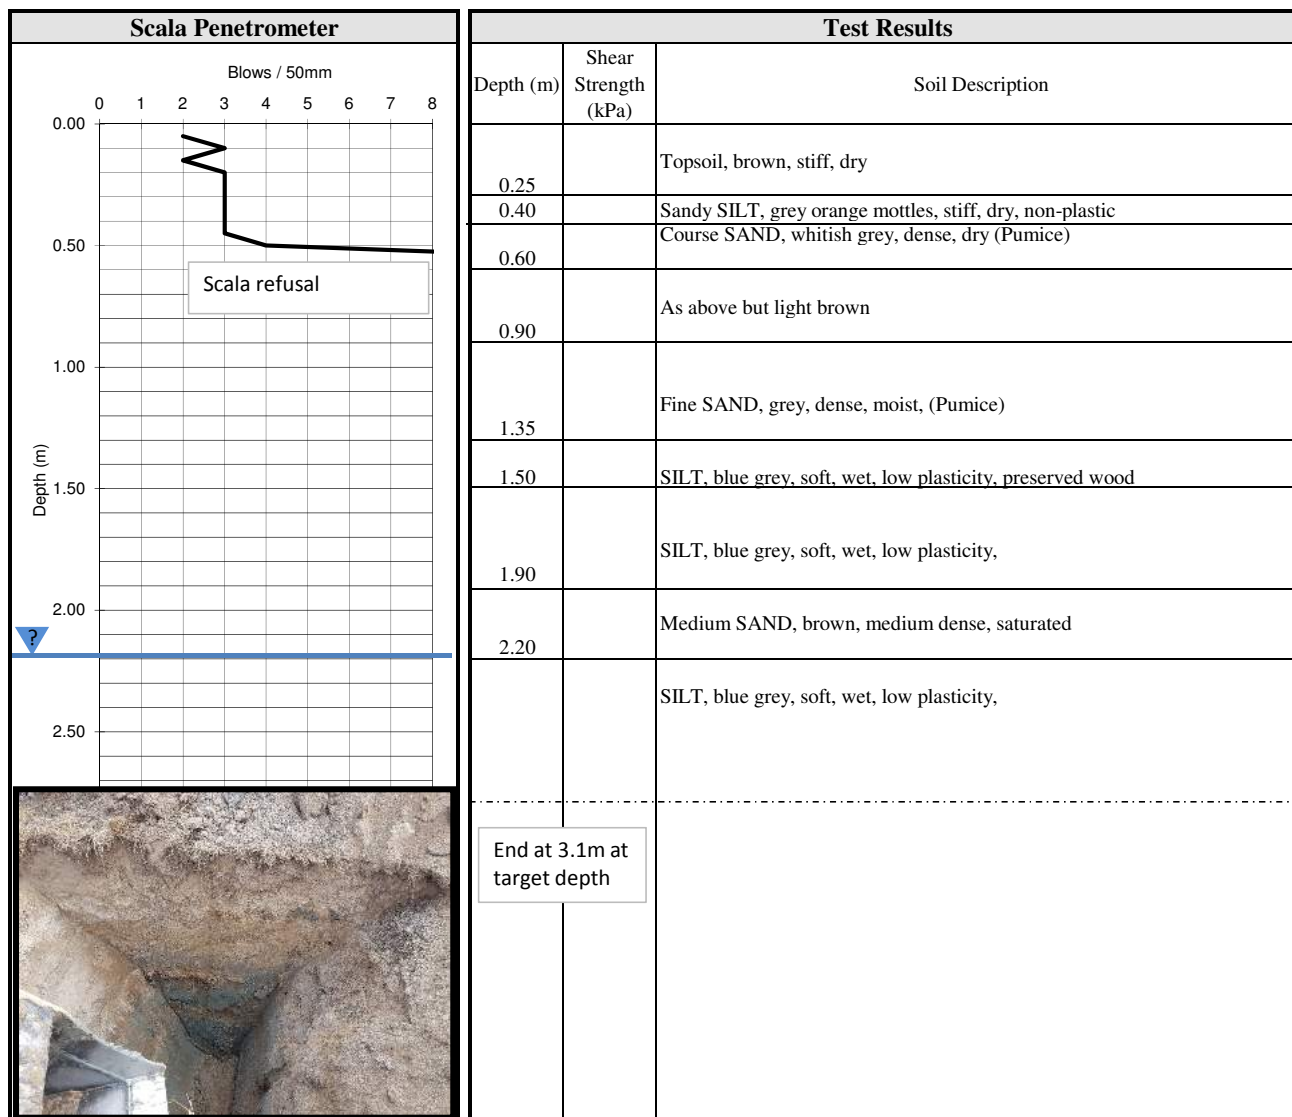 Scala Penetrometer
Blows / 50mm
0 1 2 3 4 5 6 7 8
0.00
0.50
Scala refusal
1.00
Depth (m)
1.50
2.00
?
2.50
Test Results
Depth (m)
Shear
Strength
(kPa)
Soil Description
Topsoil, brown, stiff, dry
0.25
0.40 Sandy SILT, grey orange mottles, stiff, dry, non-plastic
Course SAND, whitish grey, dense, dry (Pumice)
0.60
As above but light brown
0.90
Fine SAND, grey, dense, moist, (Pumice)
1.35
1.50 SILT, blue grey, soft, wet, low plasticity, preserved wood
SILT, blue grey, soft, wet, low plasticity,
1.90
Medium SAND, brown, medium dense, saturated
2.20
SILT, blue grey, soft, wet, low plasticity,
End at 3.1m at
target depth